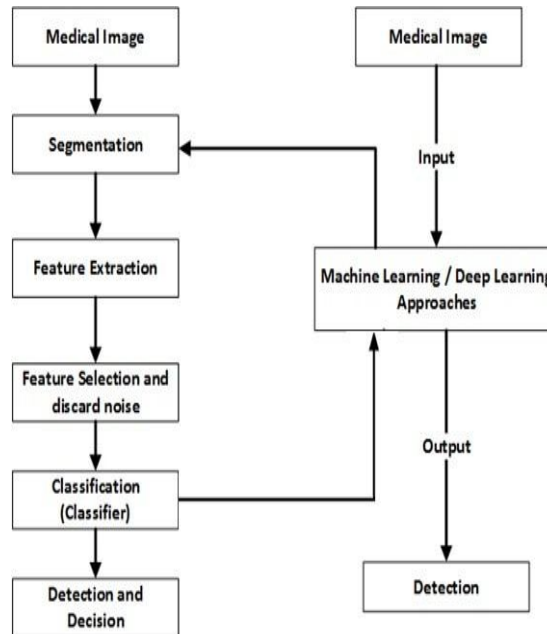 Medical Image
Segmentation
Feature Extraction
Feature Selection and
discard noise
Classification
(Classifier)
Detection and
Decision
Medical Image
Input
Machine Learning / Deep Learning
Approaches
Output
Detection